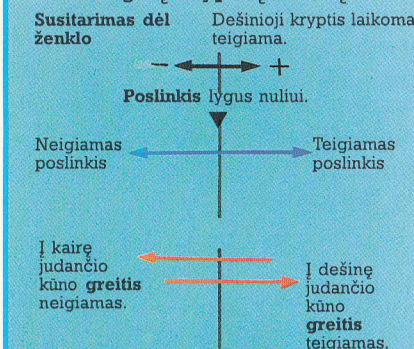 Susitarimas dėl
ženklo
Dešinioji kryptis laikoma
teigiama.
− +
Poslinkis lygus nuliui.
Neigiamas
poslinkis
Teigiamas
poslinkis
Į kairę
judančio
kūno greitis
neigiamas.
Į dešinę
judančio
kūno
greitis
teigiamas.